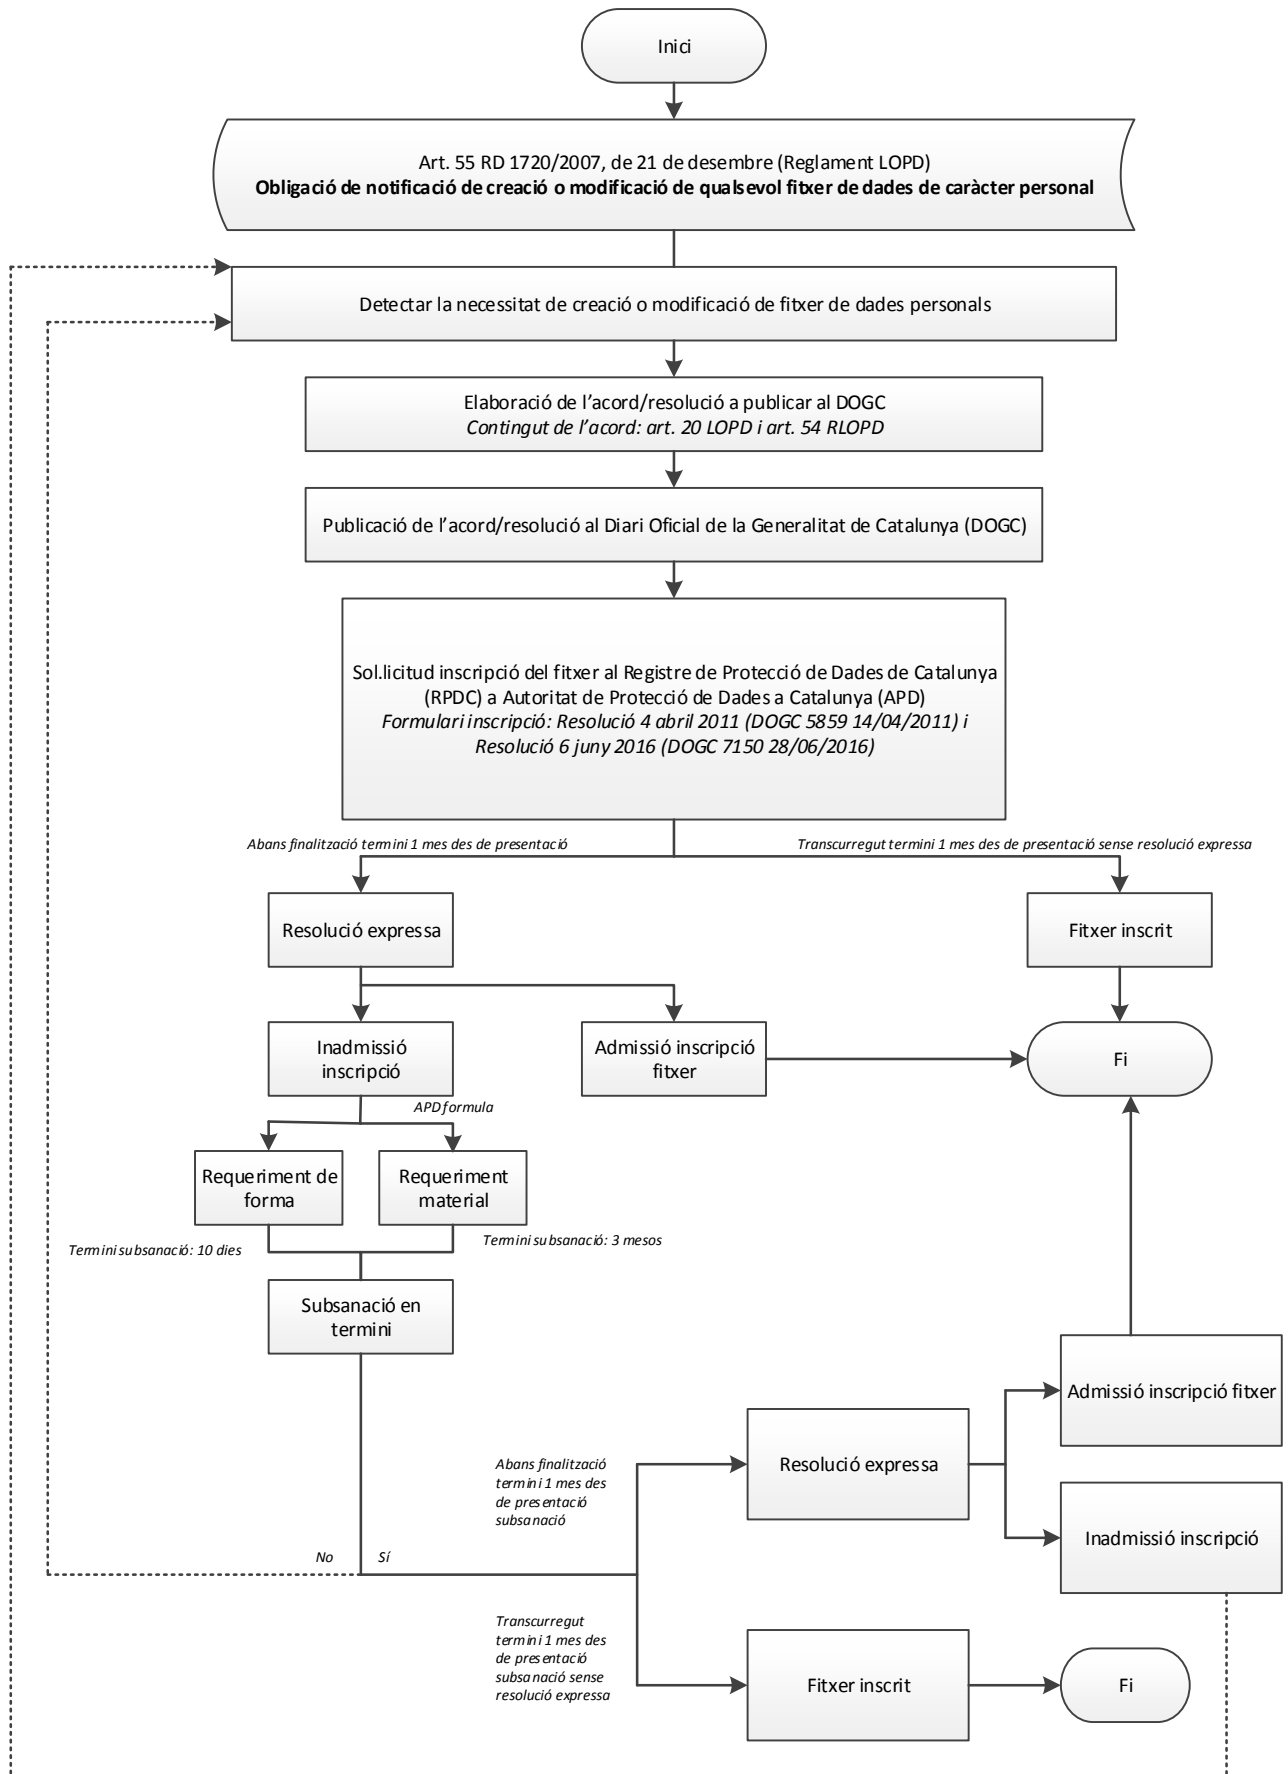 Inici
Art. 55 RD 1720/2007, de 21 de desembre (Reglament LOPD)
Obligació de notificació de creació o modificació de qualsevol fitxer de dades de caràcter personal
Detectar la necessitat de creació o modificació de fitxer de dades personals
Elaboració de l'acord/resolució a publicar al DOGC
Contingut de l'acord: art. 20 LOPD i art. 54 RLOPD
Publicació de l'acord/resolució al Diari Oficial de la Generalitat de Catalunya (DOGC)
Sol.licitud inscripció del fitxer al Registre de Protecció de Dades de Catalunya
(RPDC) a Autoritat de Protecció de Dades a Catalunya (APD)
Formulari inscripció: Resolució 4 abril 2011 (DOGC 5859 14/04/2011) i
Resolució 6 juny 2016 (DOGC 7150 28/06/2016)
Abans finalització termini 1 mes des de presentació
Transcurregut termini 1 mes des de presentació sense resolució expressa
Resolució expressa
Fitxer inscrit
Inadmissió
inscripció
Admissió inscripció
fitxer
Fi
APD formula
Requeriment de
forma
Requeriment
material
Termini subsanació: 10 dies
Termini subsanació: 3 mesos
Subsanació en
termini
Admissió inscripció fitxer
Abans finalització
termini 1 mes des
de presentació
subsanació
Resolució expressa
Inadmissió inscripció
No
Sí
Transcurregut
termini 1 mes des
de presentació
subsanació sense
resolució expressa
Fitxer inscrit
Fi